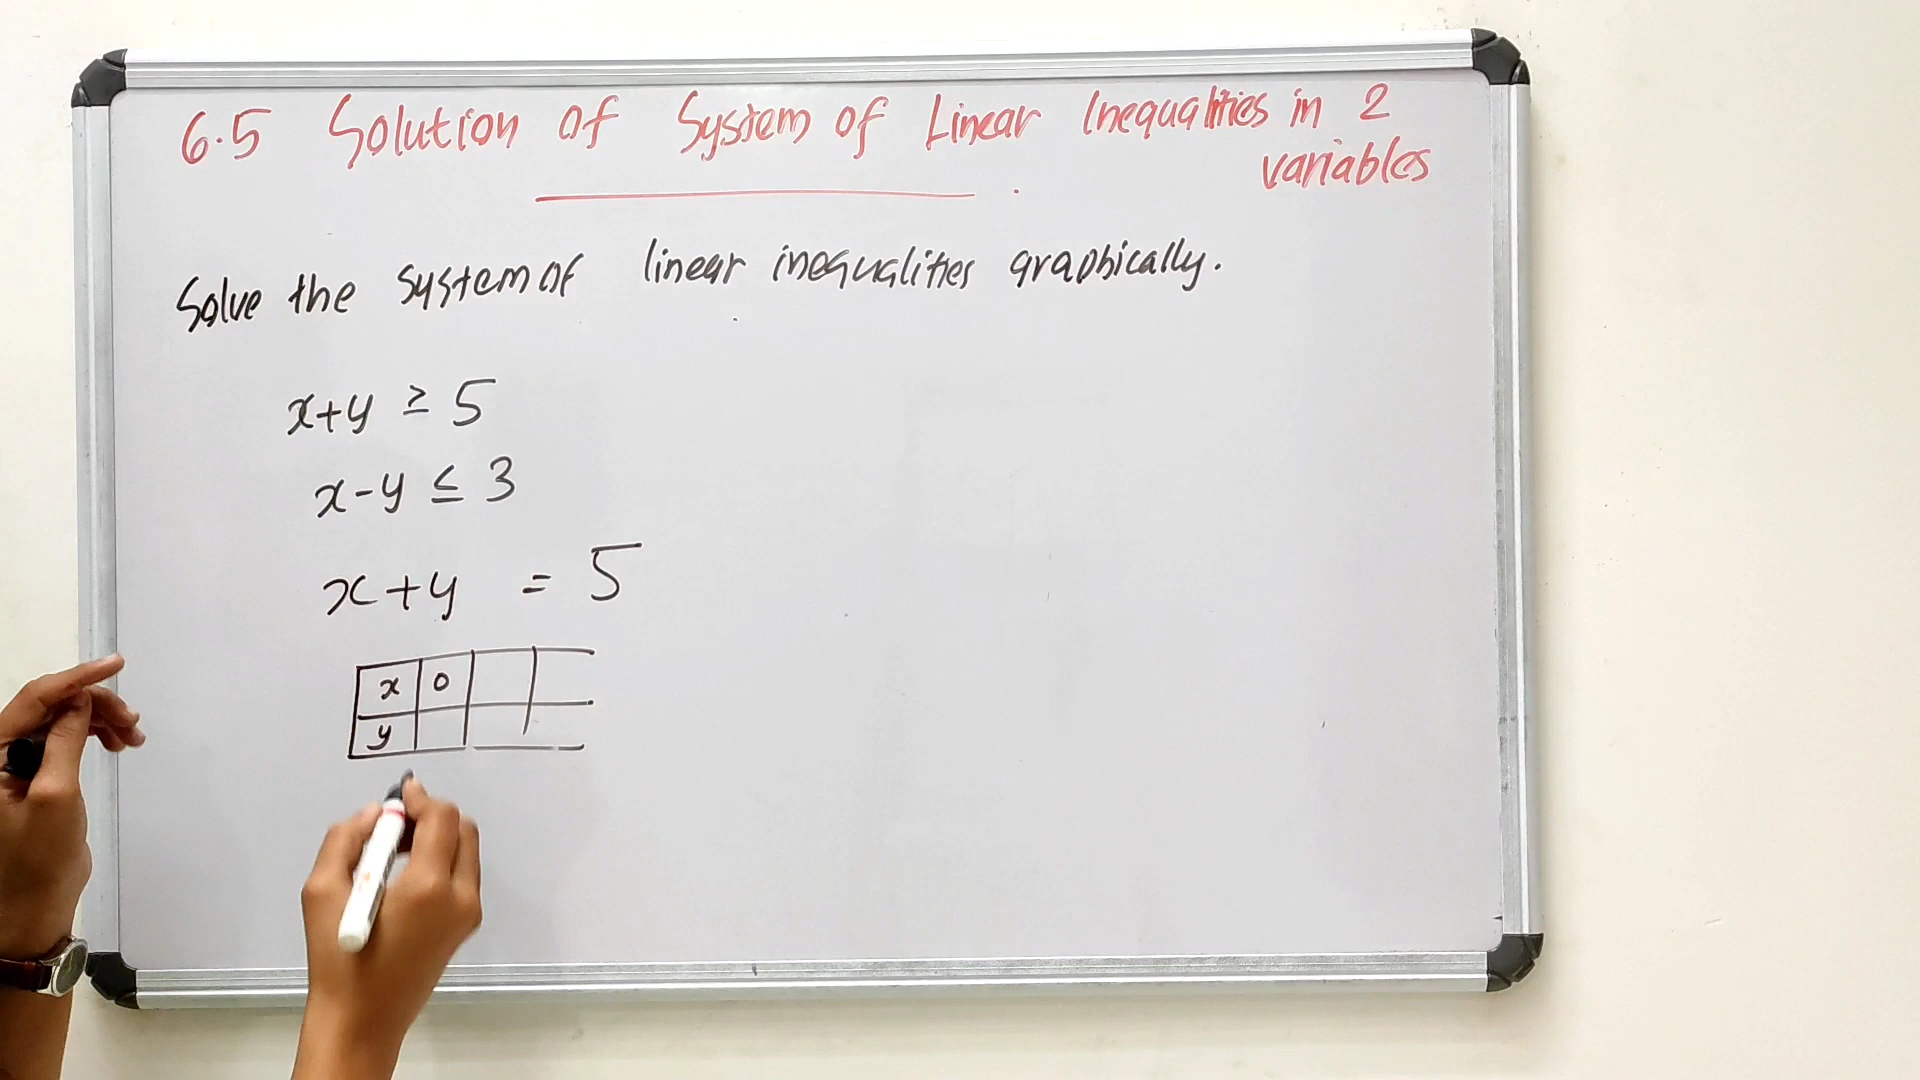 6.5 Solution of System of Linear Inequalities in 2
variables
Solve the system of linear inequalities graphically.
x+y ≥ 5
x-y ≤ 3
x+y = 5
x 0
y